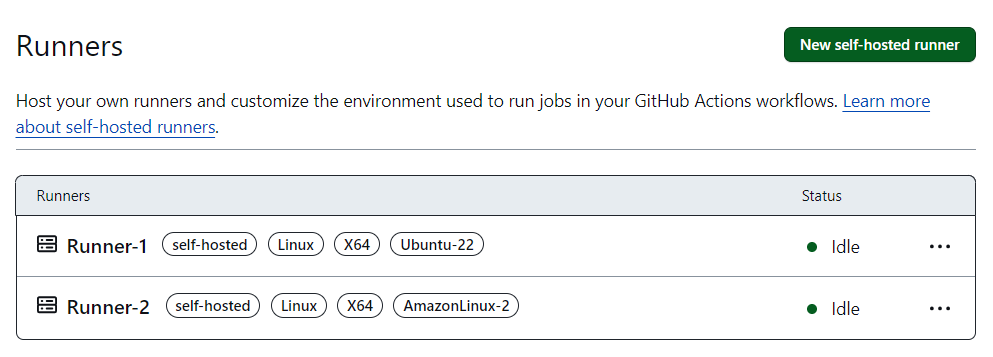 Runners
New self-hosted runner
Host your own runners and customize the environment used to run jobs in your GitHub Actions workflows. Learn more
about self-hosted runners.
Runners Status
Runner-1 self-hosted Linux X64 Ubuntu-22 Idle
Runner-2 self-hosted Linux X64 AmazonLinux-2 Idle